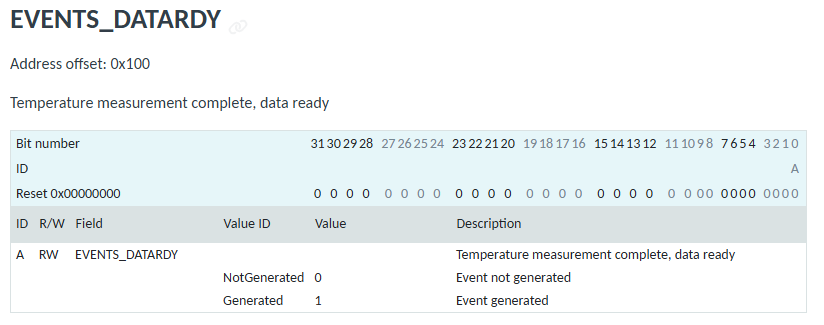 EVENTS_DATARDY
Address offset: 0x100
Temperature measurement complete, data ready
Bit number 31 30 29 28 27 26 25 24 23 22 21 20 19 18 17 16 15 14 13 12 11 10 9 8 7 6 5 4 3 2 1 0
ID A
Reset 0x00000000 0 0 0 0 0 0 0 0 0 0 0 0 0 0 0 0 0 0 0 0 0 0 0 0 0 0 0 0 0 0 0 0
ID R/W Field Value ID Value Description
A RW EVENTS_DATARDY Temperature measurement complete, data ready
NotGenerated 0 Event not generated
Generated 1 Event generated